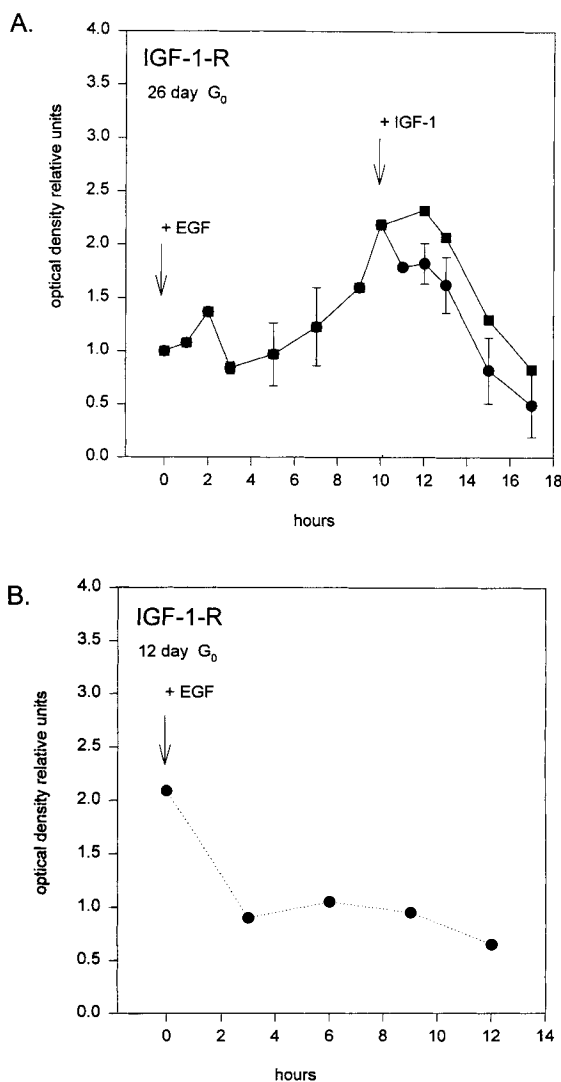 A.
IGF-1-R
26 day G₀
+ IGF-1
+ EGF
optical density relative units
4.0
3.5
3.0
2.5
2.0
1.5
1.0
0.5
0.0
0 2 4 6 8 10 12 14 16 18
hours
B.
IGF-1-R
12 day G₀
+ EGF
optical density relative units
4.0
3.5
3.0
2.5
2.0
1.5
1.0
0.5
0.0
0 2 4 6 8 10 12 14
hours